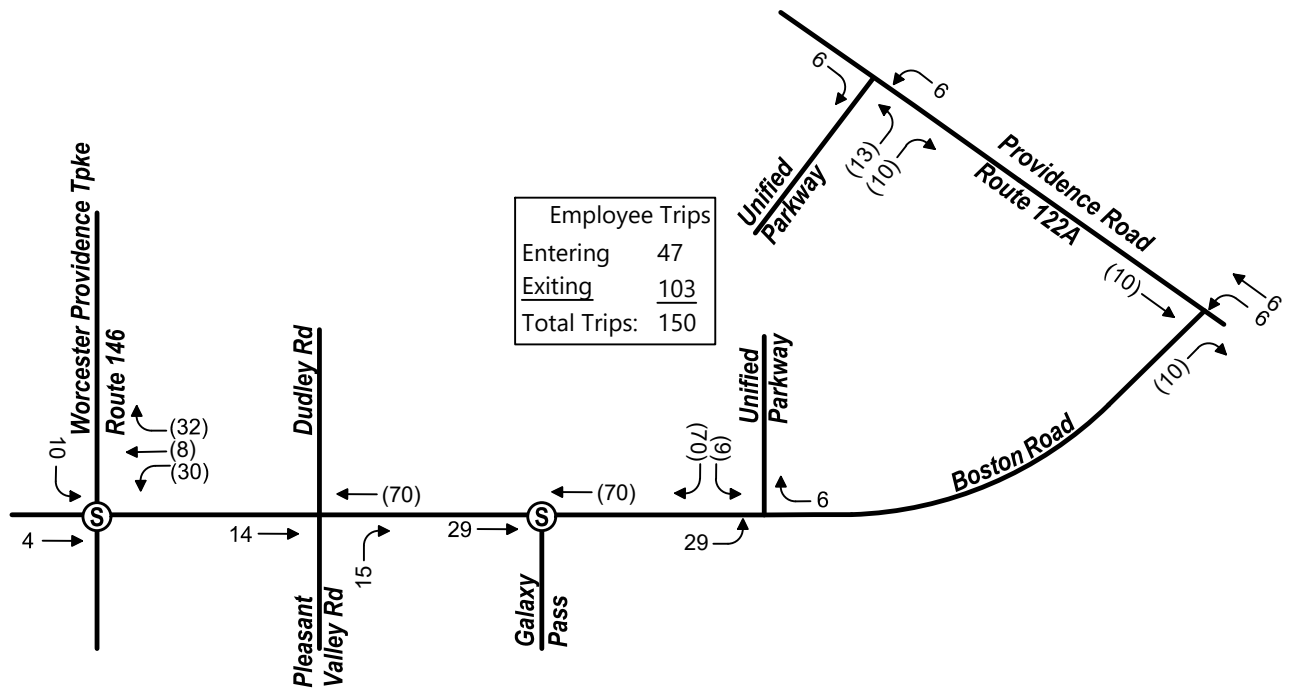 Worcester Providence Tpke
Route 146
10
(32)
(8)
(30)
S
4
Dudley Rd
Pleasant
Valley Rd
14
15
(70)
Employee Trips
Entering 47
Exiting 103
Total Trips: 150
29
(70)
S
Galaxy
Pass
(70)
(9)
29
6
Unified
Parkway
Boston Road
6
6
(13)
(10)
Unified
Parkway
Providence Road
Route 122A
(10)
6
6
(10)